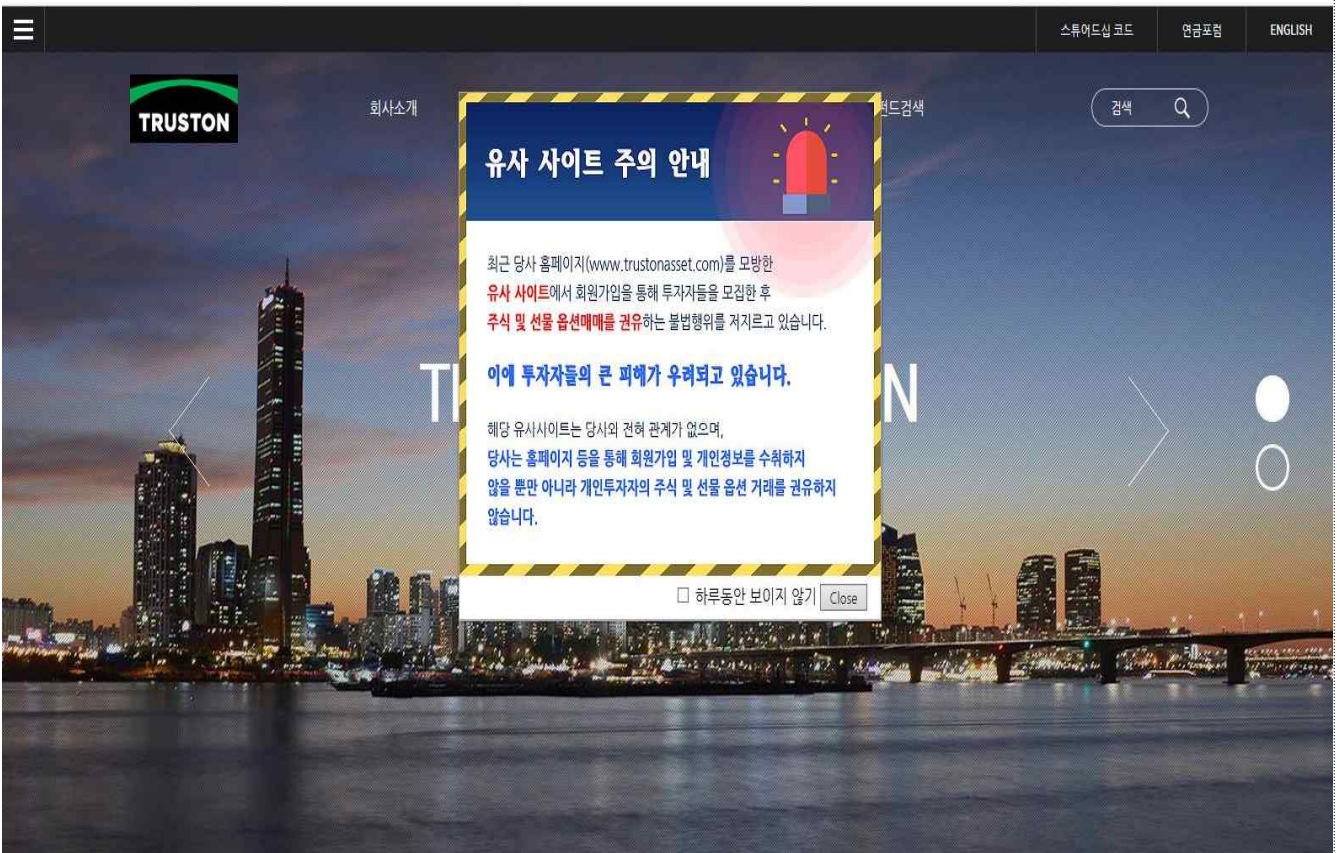 스튜어드십 코드 연금포럼 ENGLISH
TRUSTON 회사소개 펀드검색 검색
유사 사이트 주의 안내
최근 당사 홈페이지(www.trustonasset.com)를 모방한
유사 사이트에서 회원가입을 통해 투자자들을 모집한 후
주식 및 선물 옵션매매를 권유하는 불법행위를 저지르고 있습니다.
이에 투자자들의 큰 피해가 우려되고 있습니다.
해당 유사사이트는 당사와 전혀 관계가 없으며,
당사는 홈페이지 등을 통해 회원가입 및 개인정보를 수취하지
않을 뿐만 아니라 개인투자자의 주식 및 선물 옵션 거래를 권유하지
않습니다.
하루동안 보이지 않기 Close